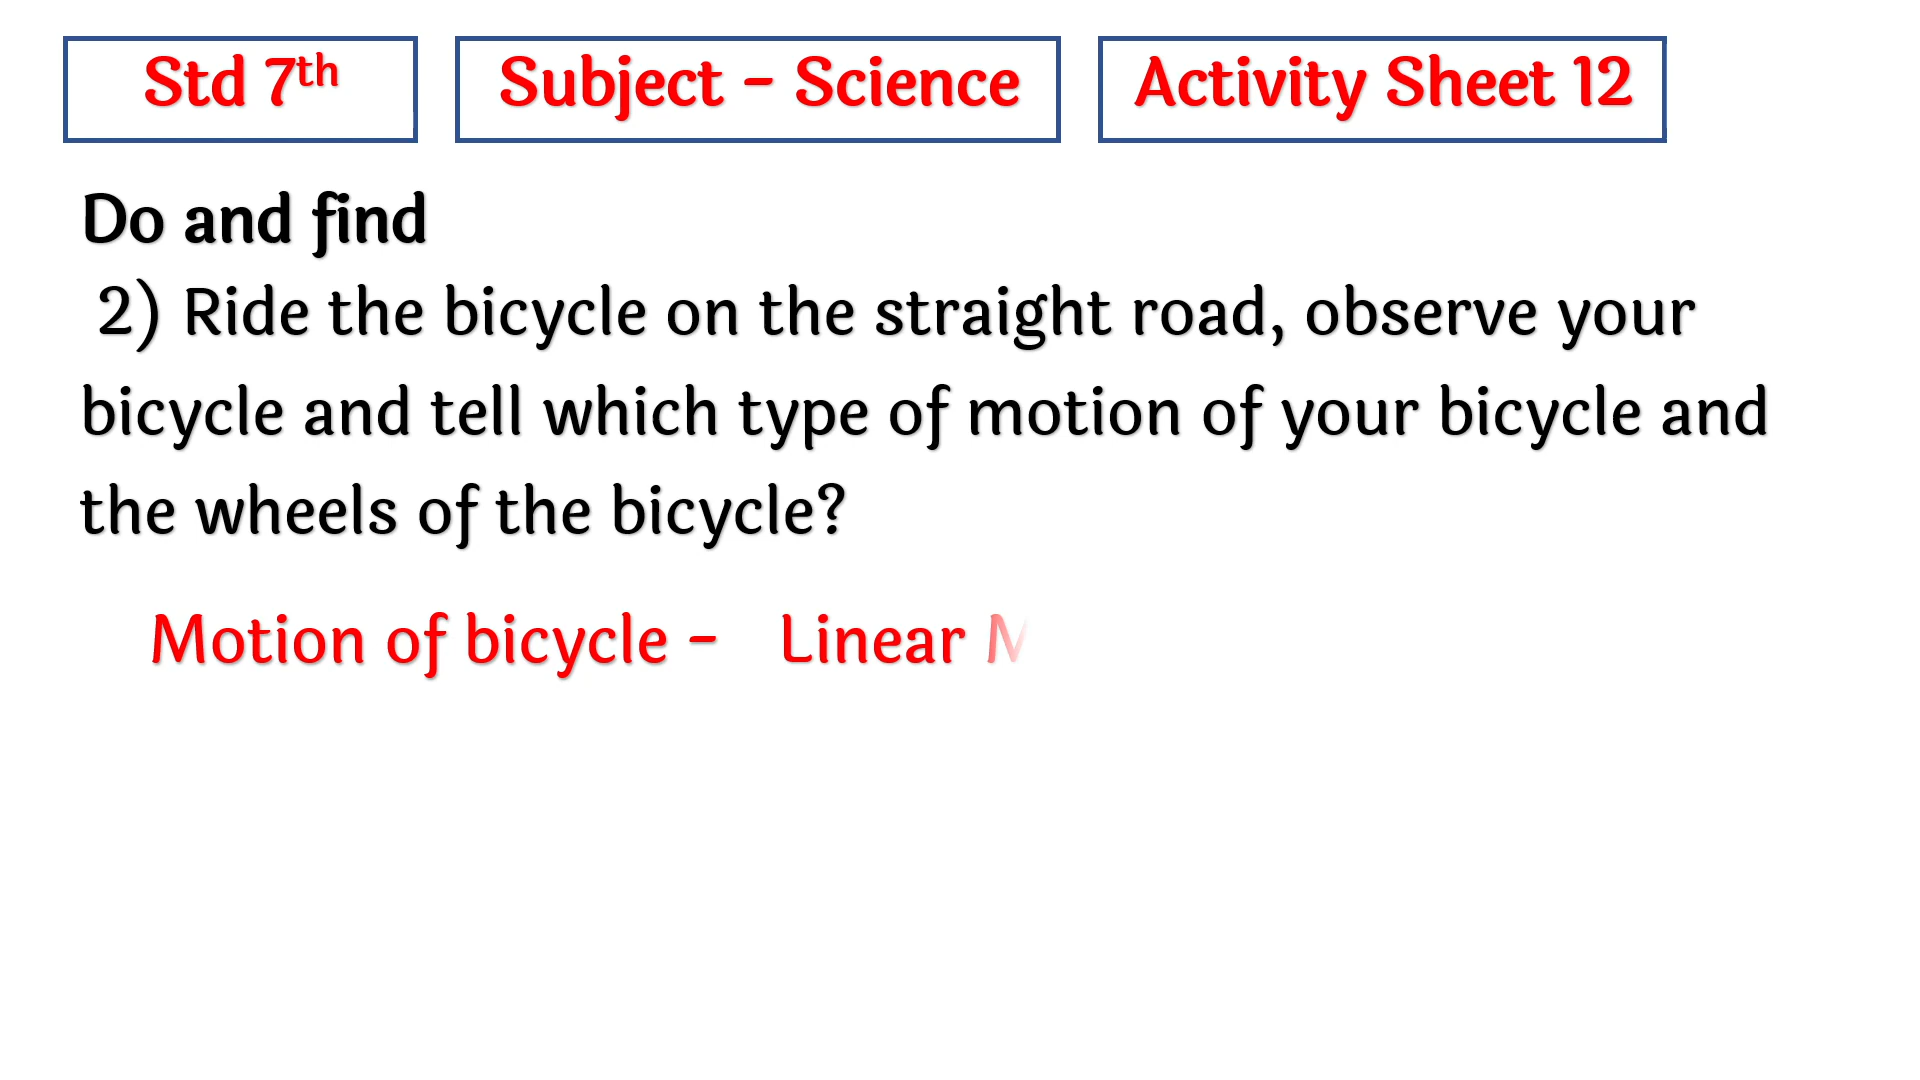 Std 7th Subject - Science Activity Sheet 12
Do and find
2) Ride the bicycle on the straight road, observe your
bicycle and tell which type of motion of your bicycle and
the wheels of the bicycle?
Motion of bicycle - Linear M